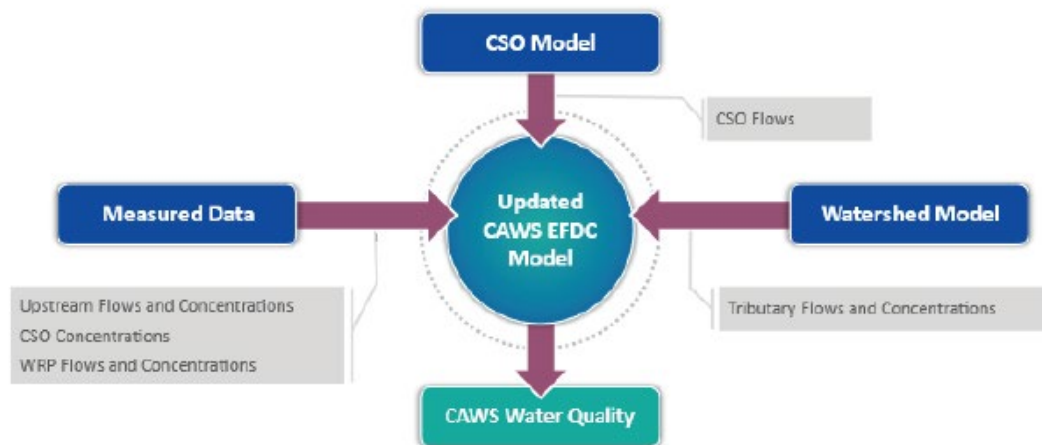 CSO Model
CSO Flows
Measured Data
Updated
CAWS EFDC
Model
Watershed Model
Upstream Flows and Concentrations
CSO Concentrations
WRP Flows and Concentrations
Tributary Flows and Concentrations
CAWS Water Quality